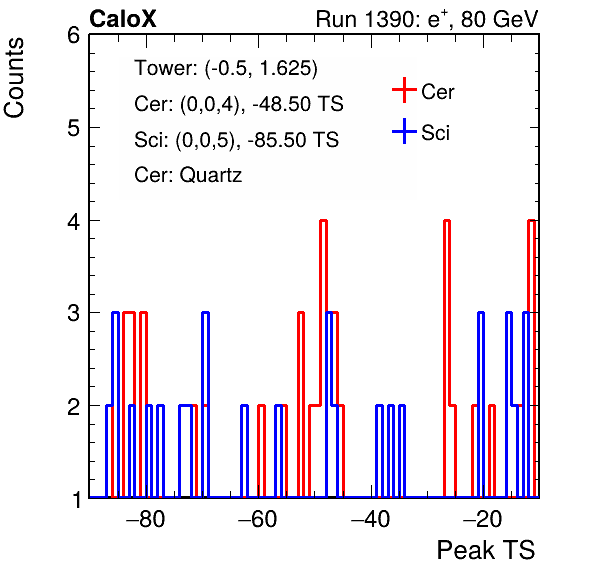 CaloX Run 1390: e⁺, 80 GeV
Counts
6
Tower: (-0.5, 1.625)
Cer
Cer: (0,0,4), -48.50 TS
5
Sci
Sci: (0,0,5), -85.50 TS
Cer: Quartz
4
3
2
1
−80 −60 −40 −20
Peak TS